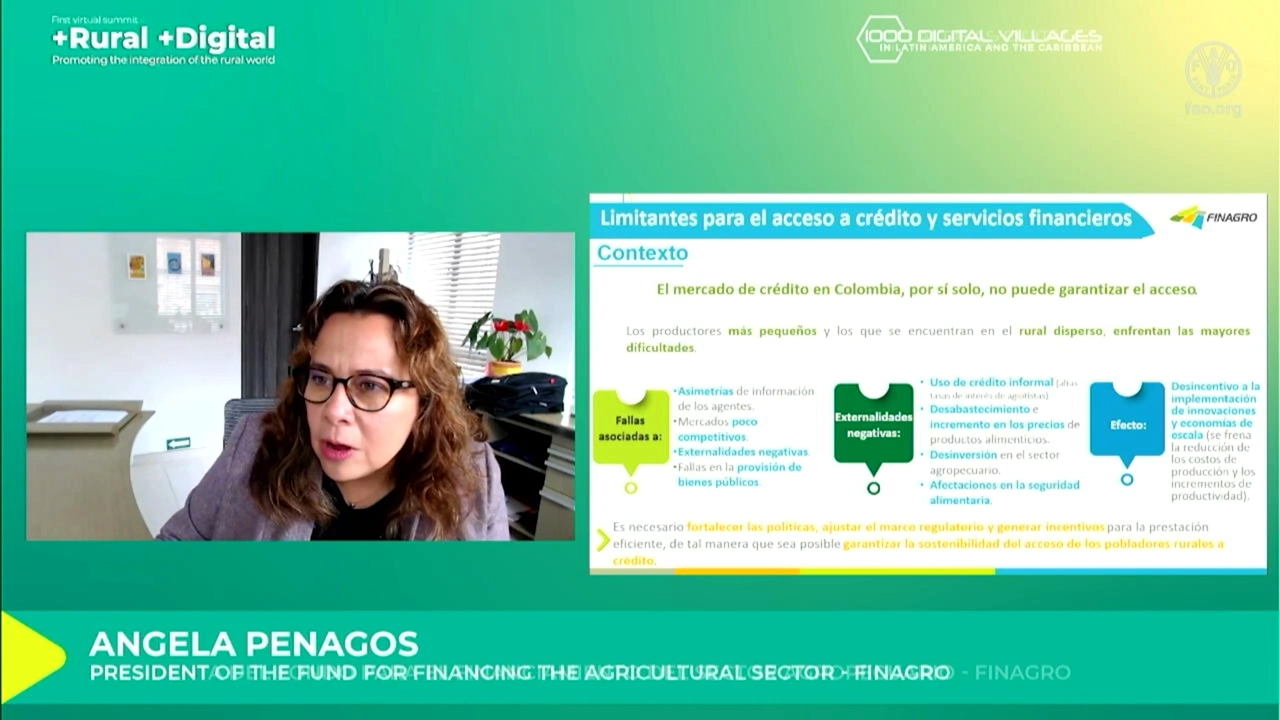 First virtual summit
+Rural +Digital
Promoting the integration of the rural world
1000 DIGITAL VILLAGES
IN LATIN AMERICA AND THE CARIBBEAN
fao.org
Limitantes para el acceso a crédito y servicios financieros
FINAGRO
Contexto
El mercado de crédito en Colombia, por sí solo, no puede garantizar el acceso.
Los productores más pequeños y los que se encuentran en el rural disperso, enfrentan las mayores
dificultades.
Fallas
asociadas a:
•Asimetrías de información
de los agentes.
•Mercados poco
competitivos.
•Externalidades negativas.
•Fallas en la provisión de
bienes públicos.
Externalidades
negativas:
• Uso de crédito informal (altas
tasas de interés de agiotistas).
• Desabastecimiento e
incremento en los precios de
productos alimenticios.
• Desinversión en el sector
agropecuario.
• Afectaciones en la seguridad
alimentaria.
Efecto:
Desincentivo a la
implementación
de innovaciones
y economías de
escala (se frena
la reducción de
los costos de
producción y los
incrementos de
productividad).
Es necesario fortalecer las políticas, ajustar el marco regulatorio y generar incentivos para la prestación
eficiente, de tal manera que sea posible garantizar la sostenibilidad del acceso de los pobladores rurales a
crédito.
ANGELA PENAGOS
PRESIDENT OF THE FUND FOR FINANCING THE AGRICULTURAL SECTOR - FINAGRO